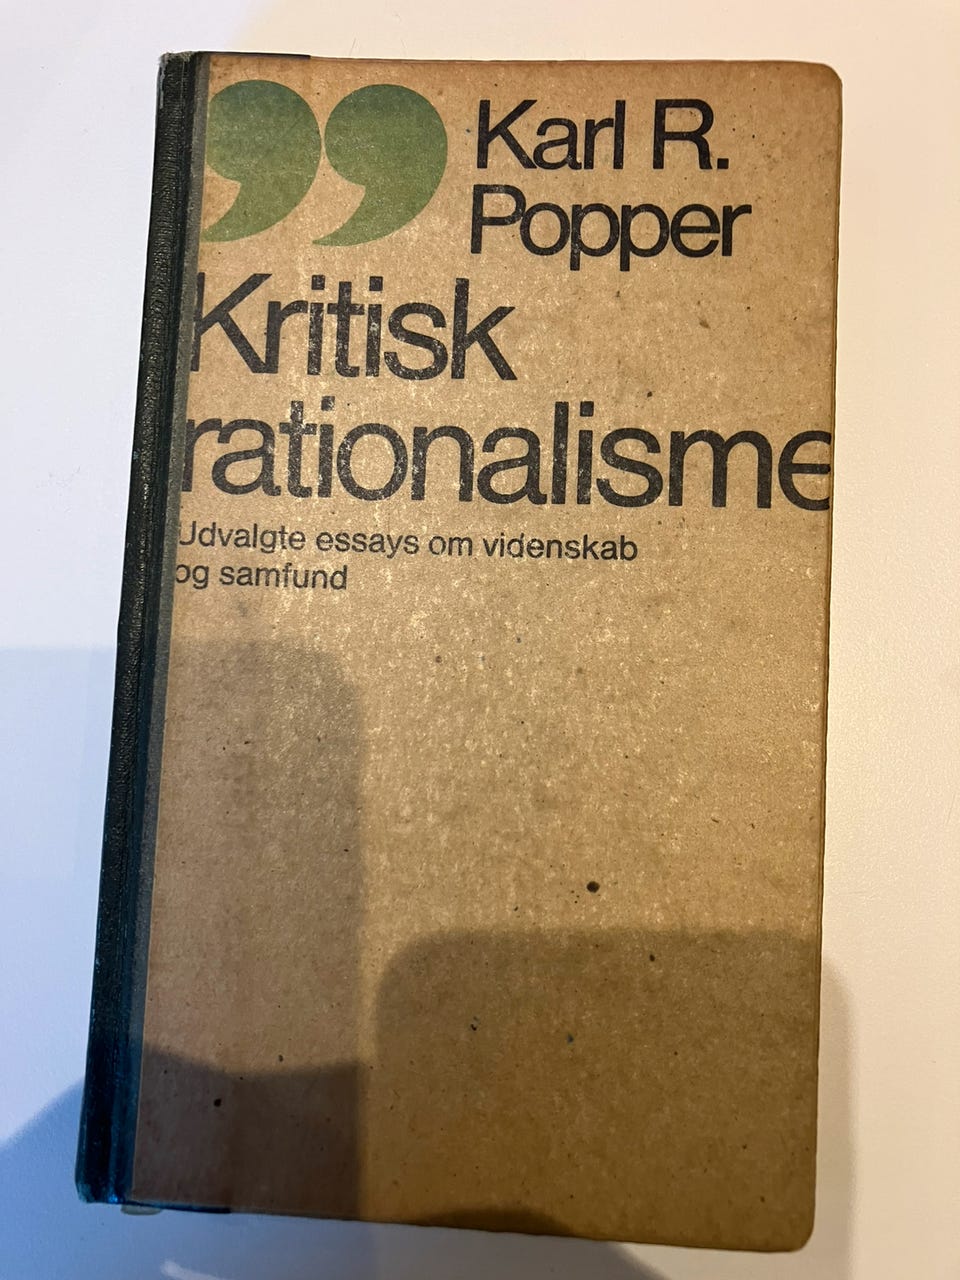 Karl R.
Popper
Kritisk
rationalisme
Udvalgte essays om videnskab
og samfund